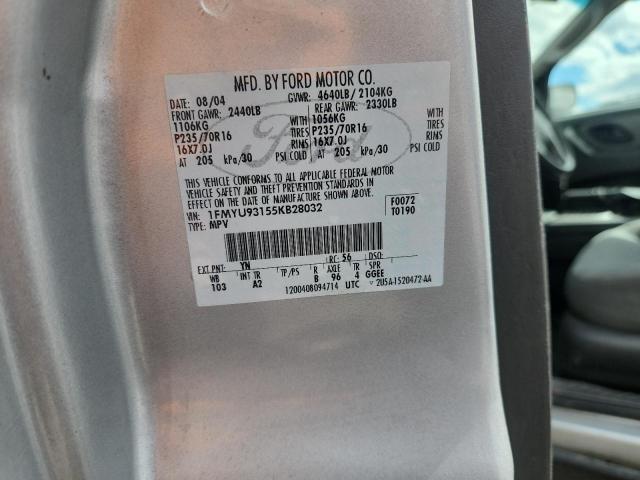 MFD. BY FORD MOTOR CO.
DATE: 08/04 GVWR: 4640LB/ 2104KG
FRONT GAWR: 2440LB REAR GAWR: 2330LB
1106KG WITH 1056KG WITH
P235/70R16 TIRES P235/70R16 TIRES
16X7.0J RIMS 16X7.0J RIMS
AT 205 kPa/30 PSI COLD AT 205 kPa/30 PSI COLD
Ford
THIS VEHICLE CONFORMS TO ALL APPLICABLE FEDERAL
MOTOR VEHICLE SAFETY AND THEFT PREVENTION STANDARDS IN
EFFECT ON THE DATE OF MANUFACTURE SHOWN ABOVE.
VIN: 1FMYU93155KB28032 F0072
TYPE: MPV T0190
EXT PNT: YN RC: 56 DSO:
WB INT TR TP/PS R AXLE TR SPR
103 A2 B 96 4 GGEE
1200408094714 UTC 2U5A-1520472-AA